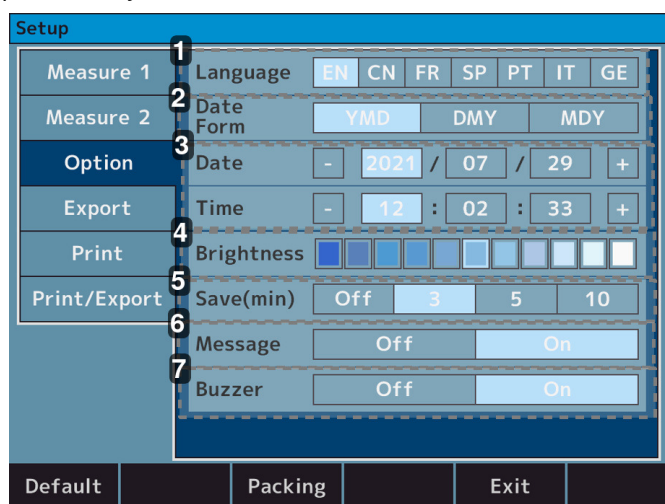 Setup
Measure 1
Measure 2
Option
Export
Print
Print/Export
1
Language EN CN FR SP PT IT GE
2
Date
Form YMD DMY MDY
3
Date - 2021 / 07 / 29 +
Time - 12 : 02 : 33 +
4
Brightness
5
Save(min) Off 3 5 10
6
Message Off On
7
Buzzer Off On
Default Packing Exit